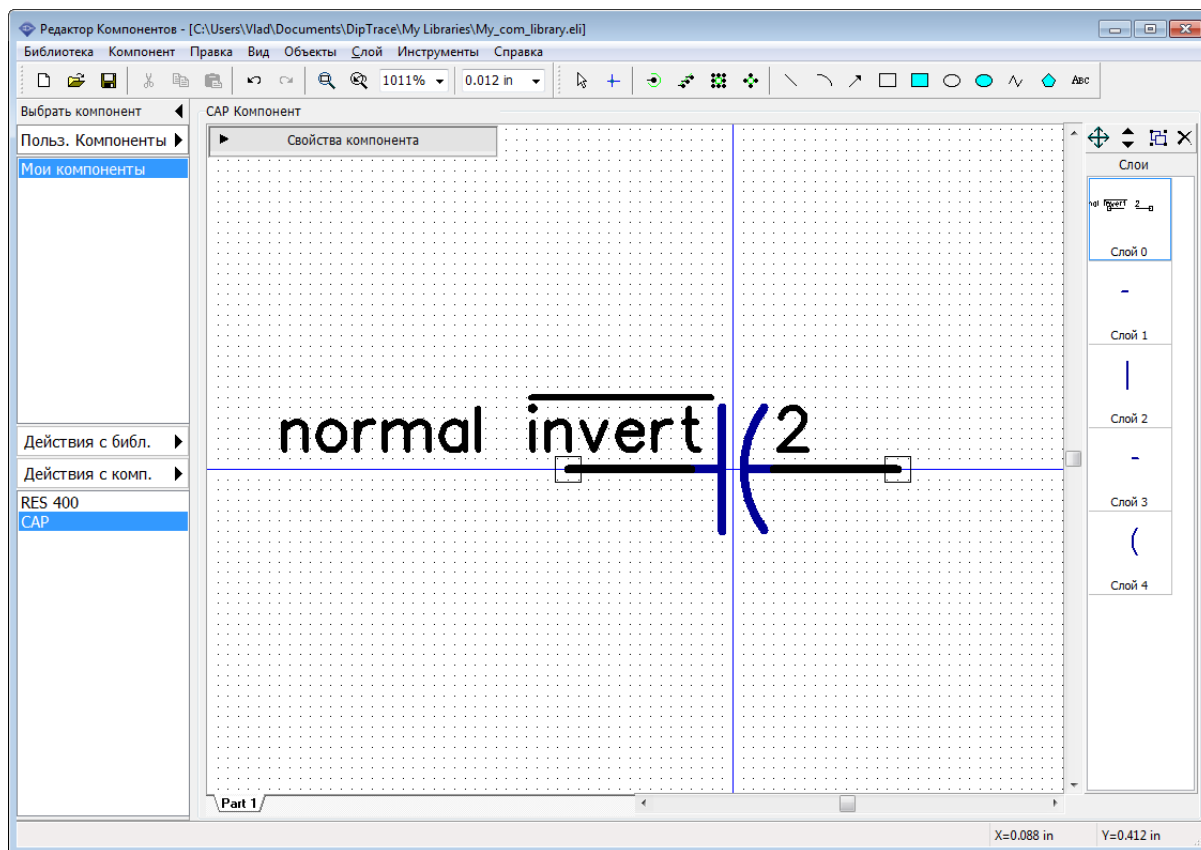 Редактор Компонентов - [C:\Users\Vlad\Documents\DipTrace\My Libraries\My_com_library.eli]
Библиотека Компонент Правка Вид Объекты Слой Инструменты Справка
1011% 0.012 in ABC
Выбрать компонент
CAP Компонент
Польз. Компоненты
Свойства компонента
Мои компоненты
Слои
Слой 0
Слой 1
Слой 2
Слой 3
Слой 4
normal invert 2
Действия с библ.
Действия с комп.
RES 400
CAP
Part 1
X=0.088 in Y=0.412 in